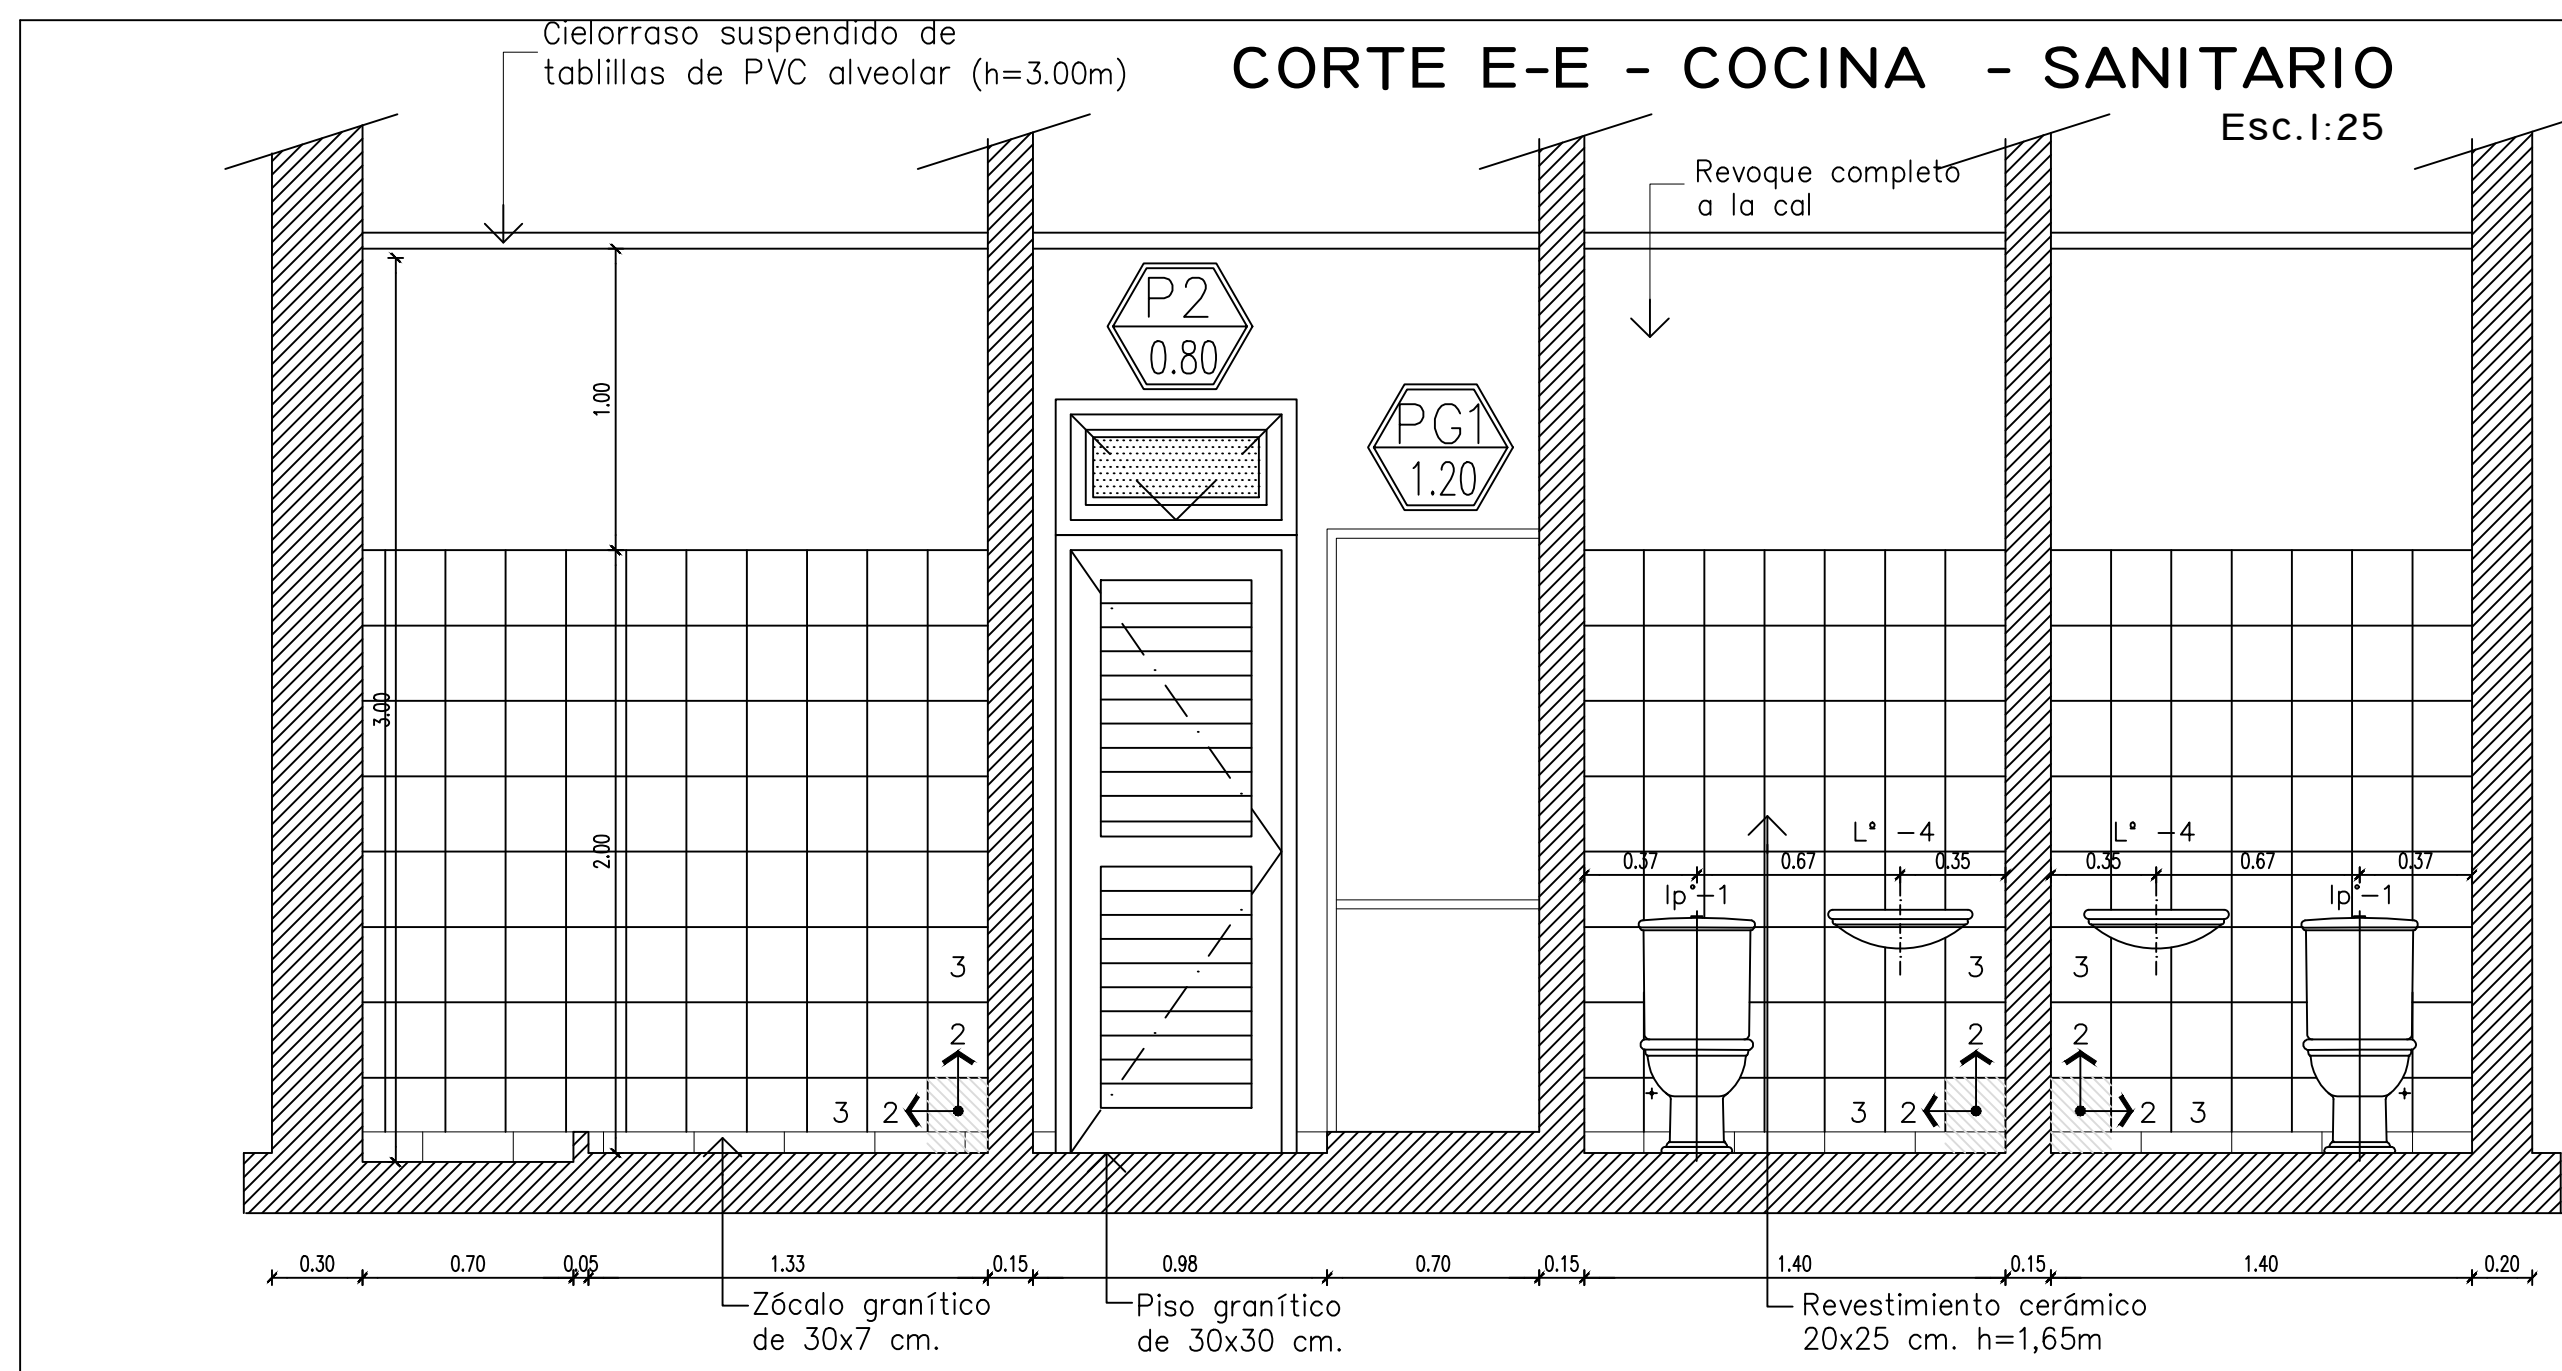 Cielorraso suspendido de
tablillas de PVC alveolar (h=3.00m)
CORTE E-E - COCINA - SANITARIO
Esc.1:25
Revoque completo
a la cal
P2
0.80
PG1
1.20
1.00
3.00
2.00
L° -4
L° -4
0.37
0.67
0.35
0.35
0.67
0.37
Ip°-1
Ip°-1
3
3
3
2
2
2
3
2
3
2
2
3
0.30
0.70
0.05
1.33
0.15
0.98
0.70
0.15
1.40
0.15
1.40
0.20
Zócalo granítico
de 30x7 cm.
Piso granítico
de 30x30 cm.
Revestimiento cerámico
20x25 cm. h=1,65m